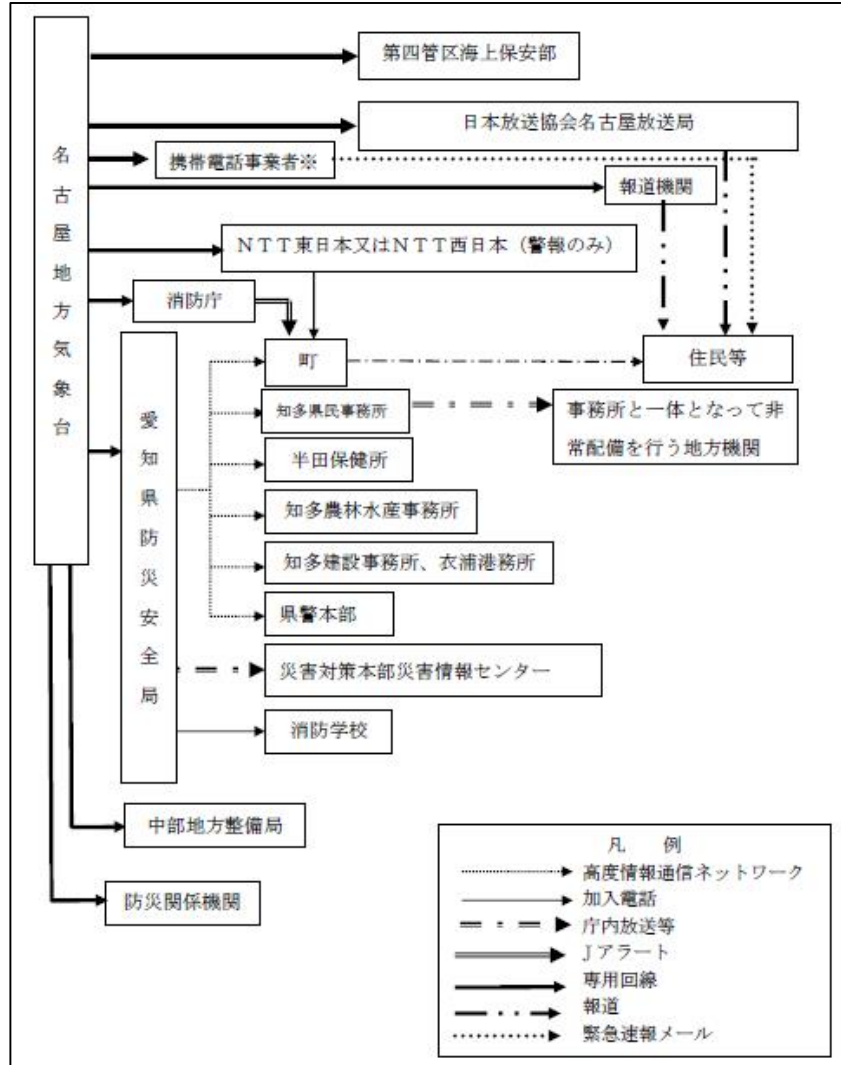 名古屋地方気象台
第四管区海上保安部
日本放送協会名古屋放送局
携帯電話事業者※
報道機関
ＮＴＴ東日本又はＮＴＴ西日本（警報のみ）
消防庁
町
住民等
愛知県防災安全局
知多県民事務所
事務所と一体となって非
常配備を行う地方機関
半田保健所
知多農林水産事務所
知多建設事務所、衣浦港務所
県警本部
災害対策本部災害情報センター
消防学校
中部地方整備局
防災関係機関
凡　例
高度情報通信ネットワーク
加入電話
庁内放送等
Ｊアラート
専用回線
報道
緊急速報メール